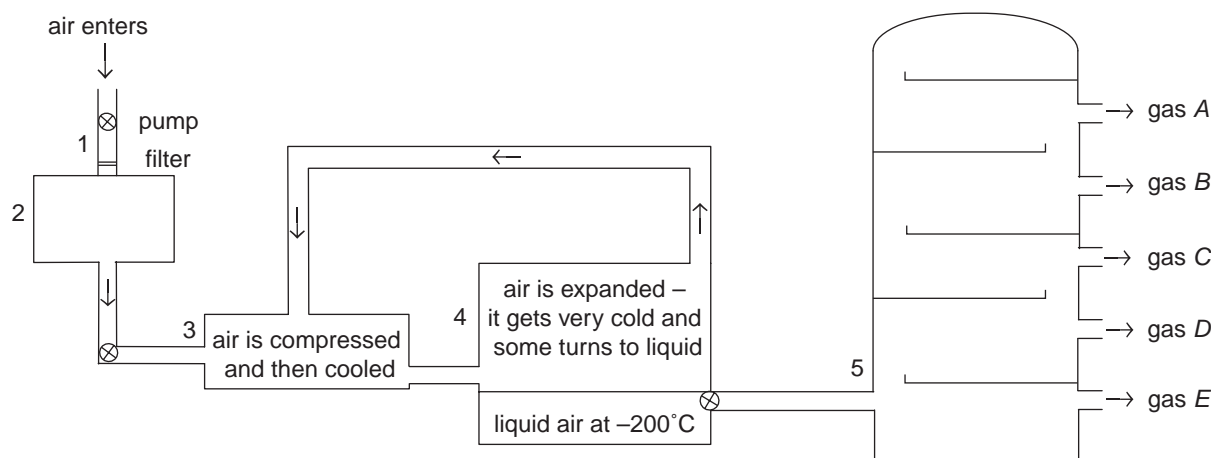 air enters
1
pump
filter
2
3
air is compressed
and then cooled
4
air is expanded –
it gets very cold and
some turns to liquid
liquid air at –200˚C
5
gas A
gas B
gas C
gas D
gas E